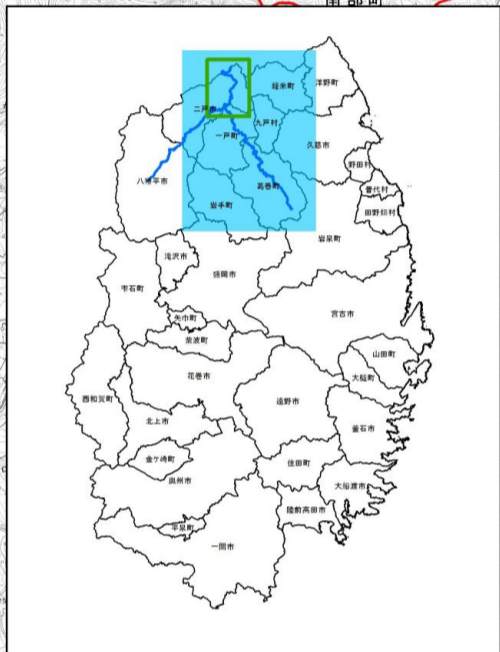 南部町
洋野町
軽米町
二戸市
九戸村
一戸町
久慈市
野田村
八幡平市
葛巻町
普代村
岩手町
田野畑村
岩泉町
滝沢市
盛岡市
雫石町
宮古市
矢巾町
紫波町
山田町
花巻市
大槌町
西和賀町
遠野市
北上市
釜石市
金ケ崎町
住田町
奥州市
大船渡市
陸前高田市
平泉町
一関市